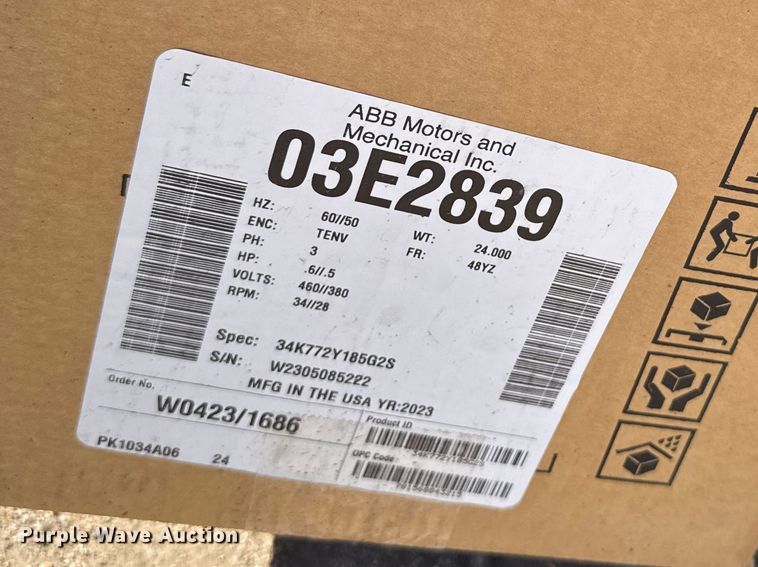 E
ABB Motors and
Mechanical Inc.
03E2839
HZ: 60//50 WT: 24.000
ENC: TENV FR: 48YZ
PH: 3
HP: .6//.5
VOLTS: 460//380
RPM: 34//28
Spec: 34K772Y185G2S
S/N: W2305085222
MFG IN THE USA YR:2023
Order No.
W0423/1686
Product ID
34K772Y185G2S
UPC Code
PK1034A06 24
Purple Wave Auction